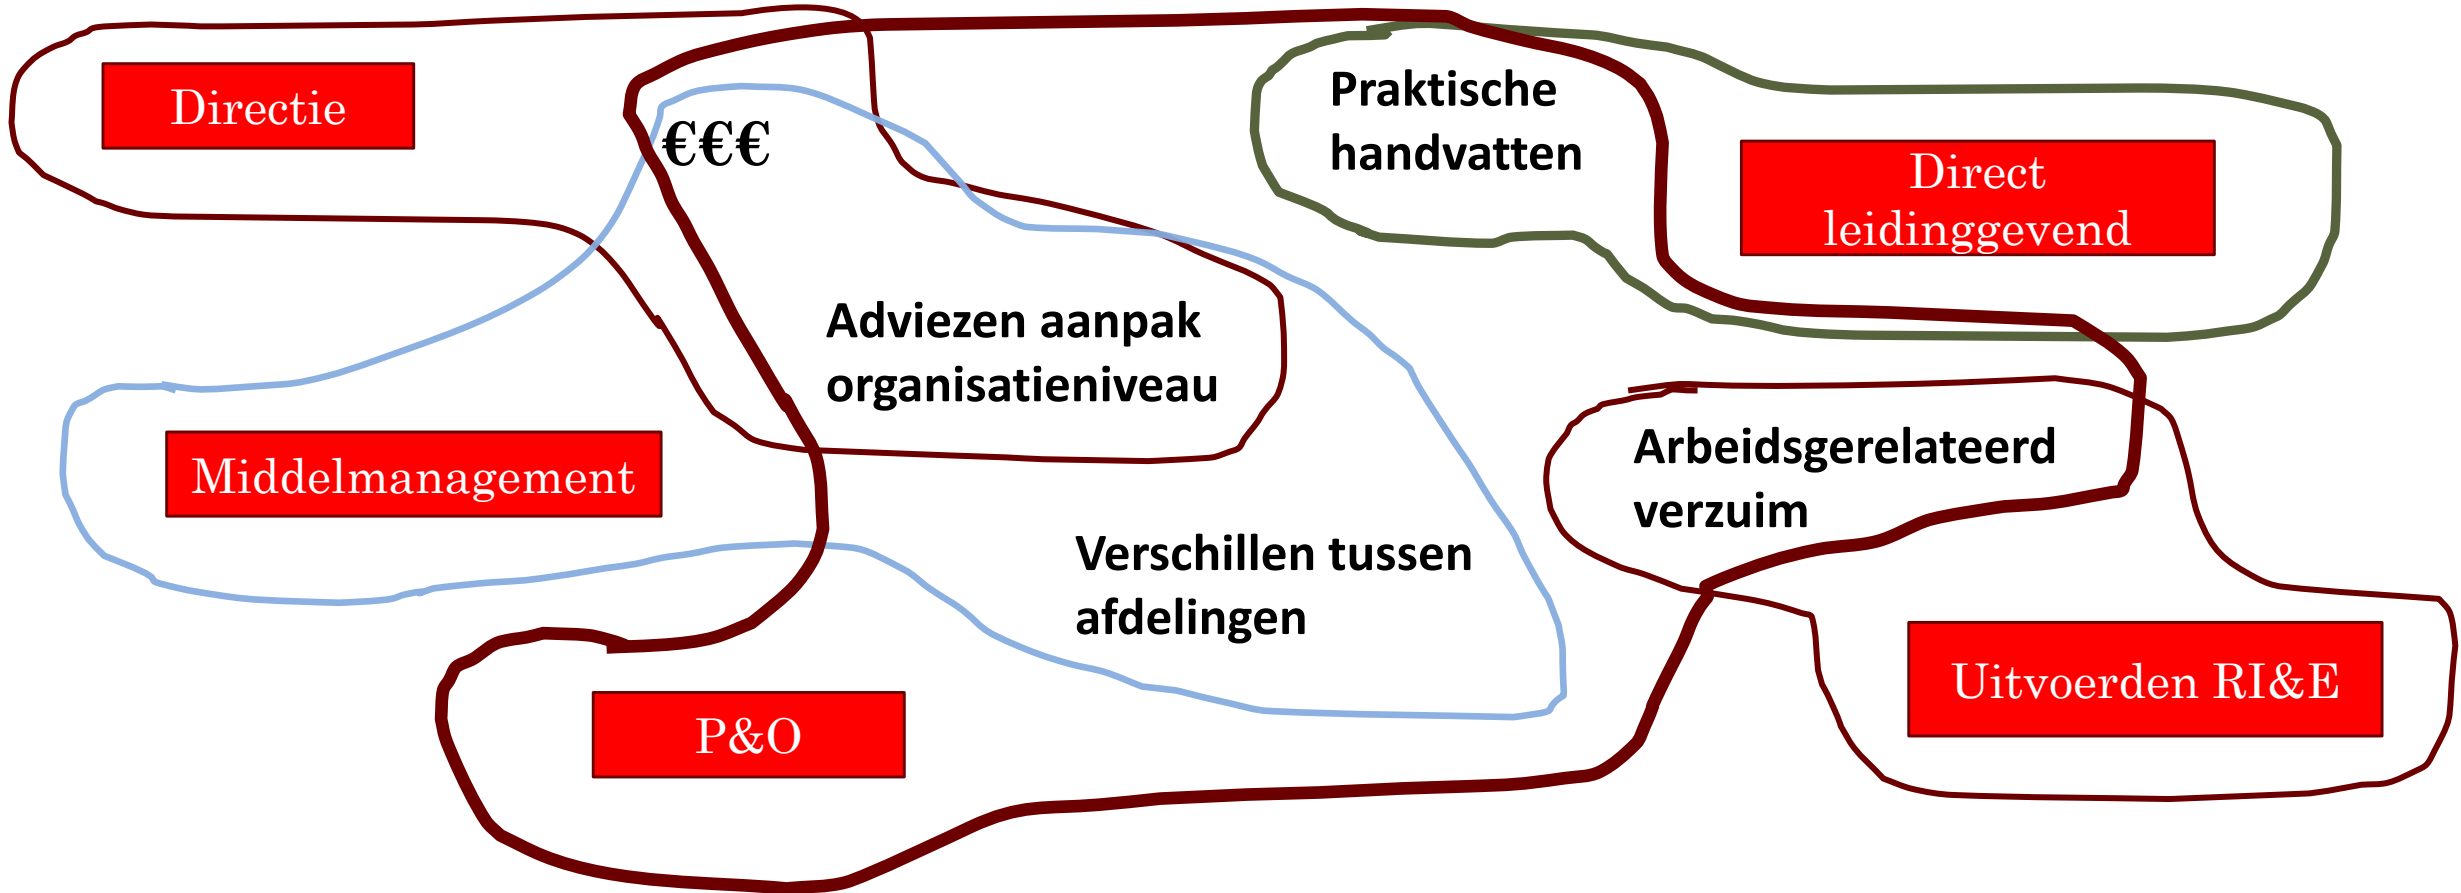 Directie
€€€
Praktische
handvatten
Direct
leidinggevend
Adviezen aanpak
organisatieniveau
Middelmanagement
Arbeidsgerelateerd
verzuim
Verschillen tussen
afdelingen
P&O
Uitvoerden RI&E